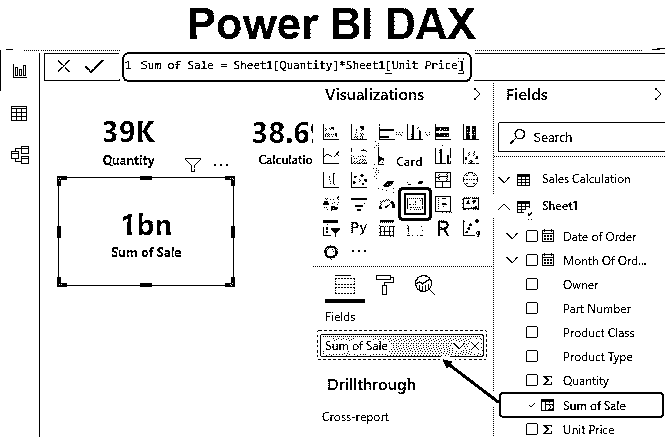 Power BI DAX
1 Sum of Sale = Sheet1[Quantity]*Sheet1[Unit Price]
Visualizations
Fields
39K
Quantity
38.6
Calculatio
Search
Card
Sales Calculation
Sheet1
1bn
Sum of Sale
Py
R
Date of Order
Month Of Ord...
Owner
Part Number
Product Class
Product Type
Σ Quantity
Sum of Sale
Σ Unit Price
Fields
Sum of Sale
Drillthrough
Cross-report